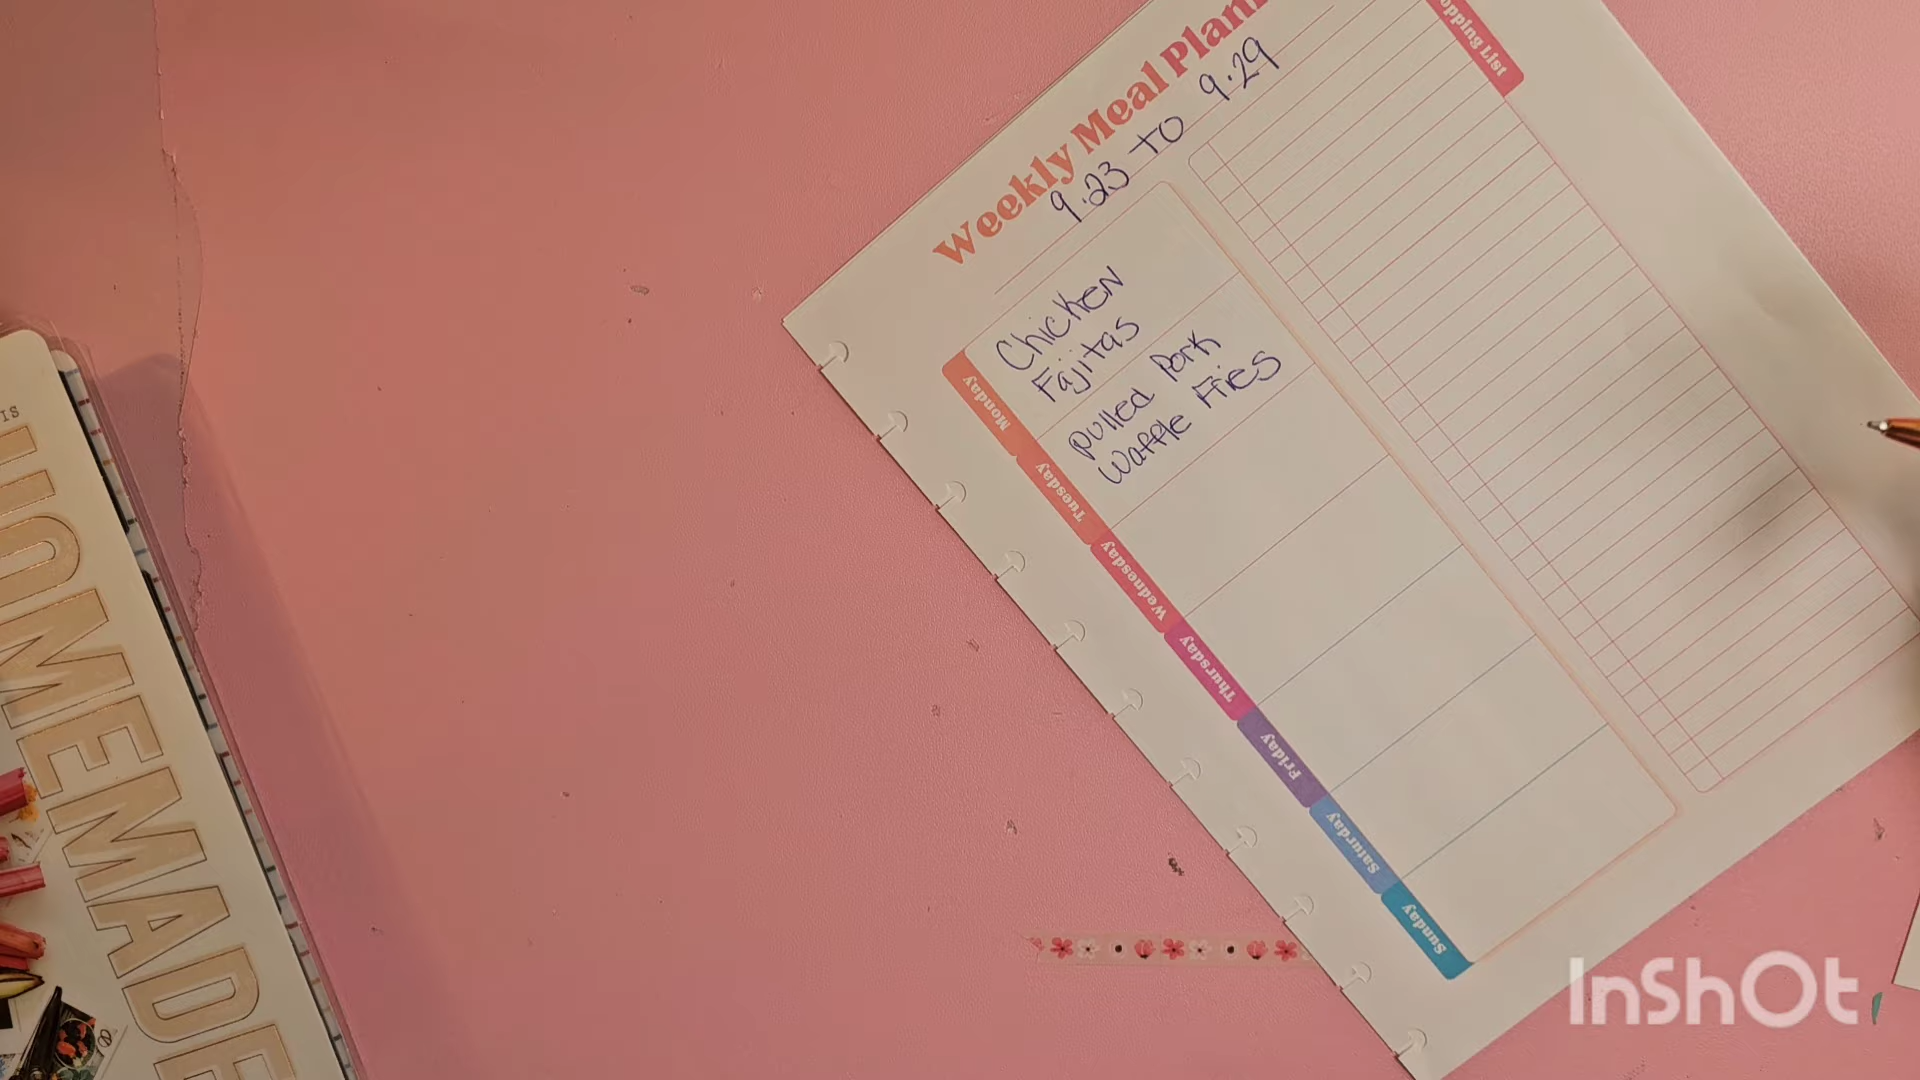 Weekly Meal Plann
9.23 to 9.29
opping List
Monday
Chicken
Fajitas
Tuesday
Pulled Pork
Waffle Fries
Wednesday
Thursday
Friday
Saturday
Sunday
IS
HOMEMADE
InShOt